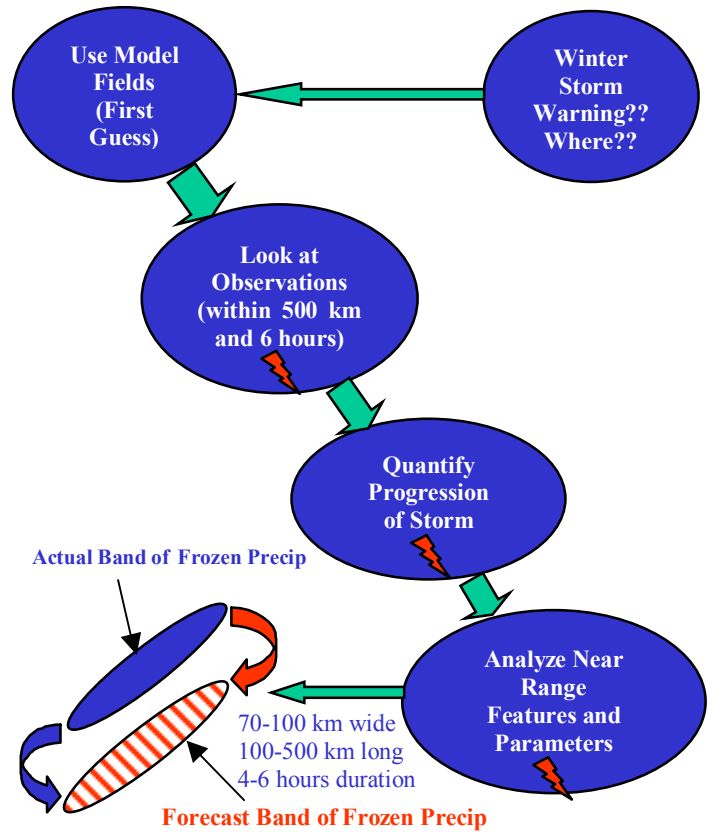 Use Model
Fields
(First
Guess)
Winter
Storm
Warning??
Where??
Look at
Observations
(within 500 km
and 6 hours)
Quantify
Progression
of Storm
Actual Band of Frozen Precip
Analyze Near
Range
Features and
Parameters
70-100 km wide
100-500 km long
4-6 hours duration
Forecast Band of Frozen Precip